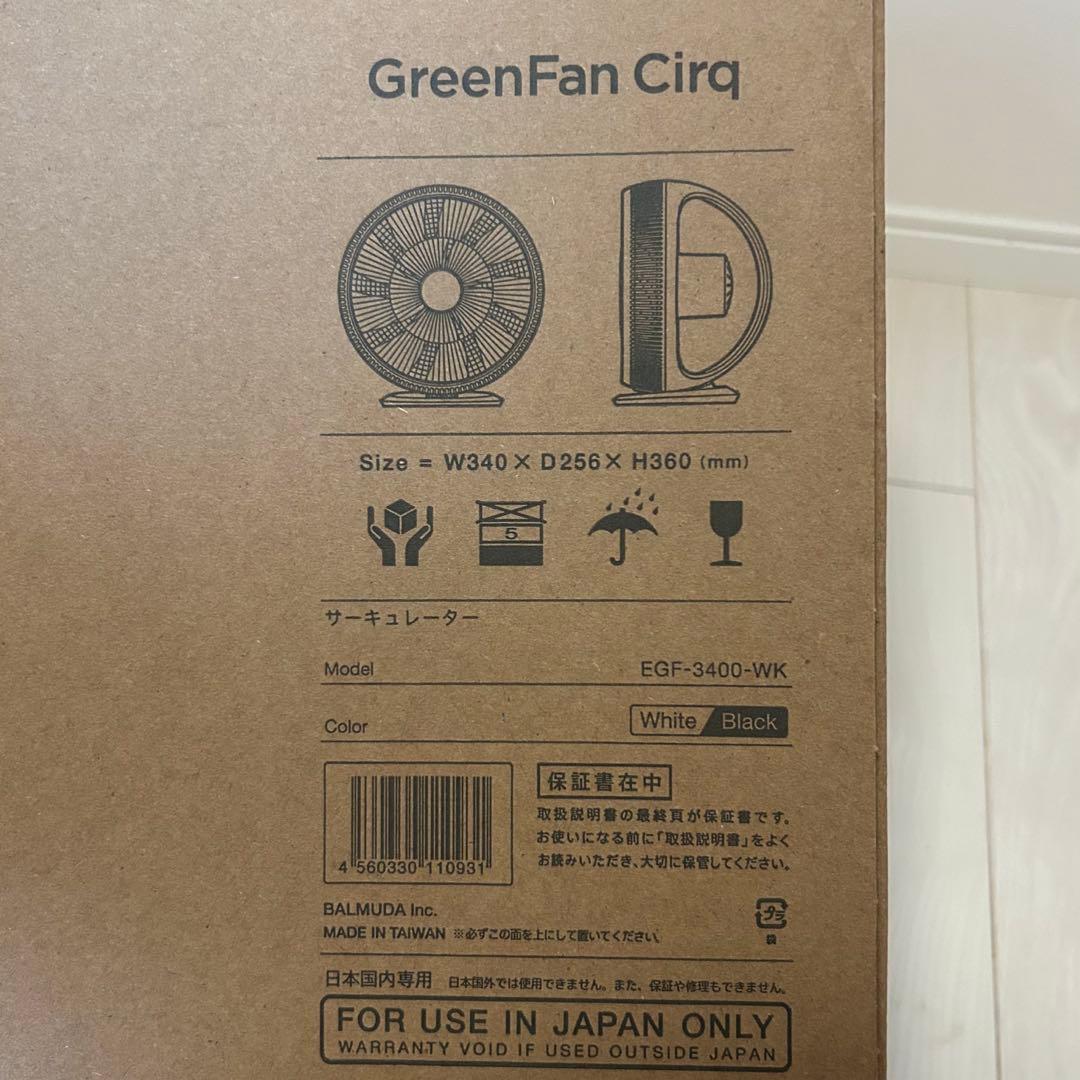 GreenFan Cirq
Size = W340 × D256 × H360 (mm)
5
サーキュレーター
Model EGF-3400-WK
Color White Black
保証書在中
取扱説明書の最終頁が保証書です。
お使いになる前に「取扱説明書」をよく
お読みいただき、大切に保管してください。
4 560330 110931
BALMUDA Inc.
MADE IN TAIWAN ※必ずこの面を上にして置いてください。
プラ
袋
日本国内専用 日本国外では使用できません。また、保証や修理もできません。
FOR USE IN JAPAN ONLY
WARRANTY VOID IF USED OUTSIDE JAPAN